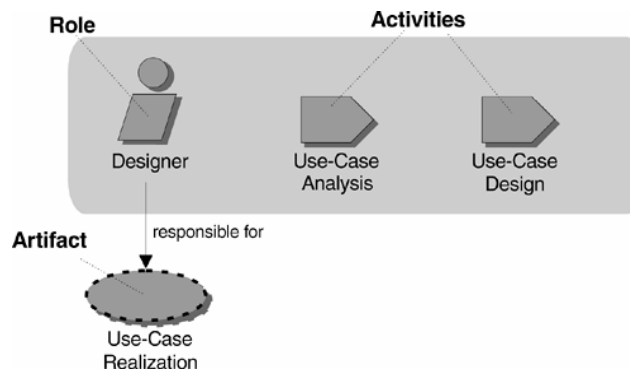 Role
Activities
Designer
Use-Case
Analysis
Use-Case
Design
responsible for
Artifact
Use-Case
Realization